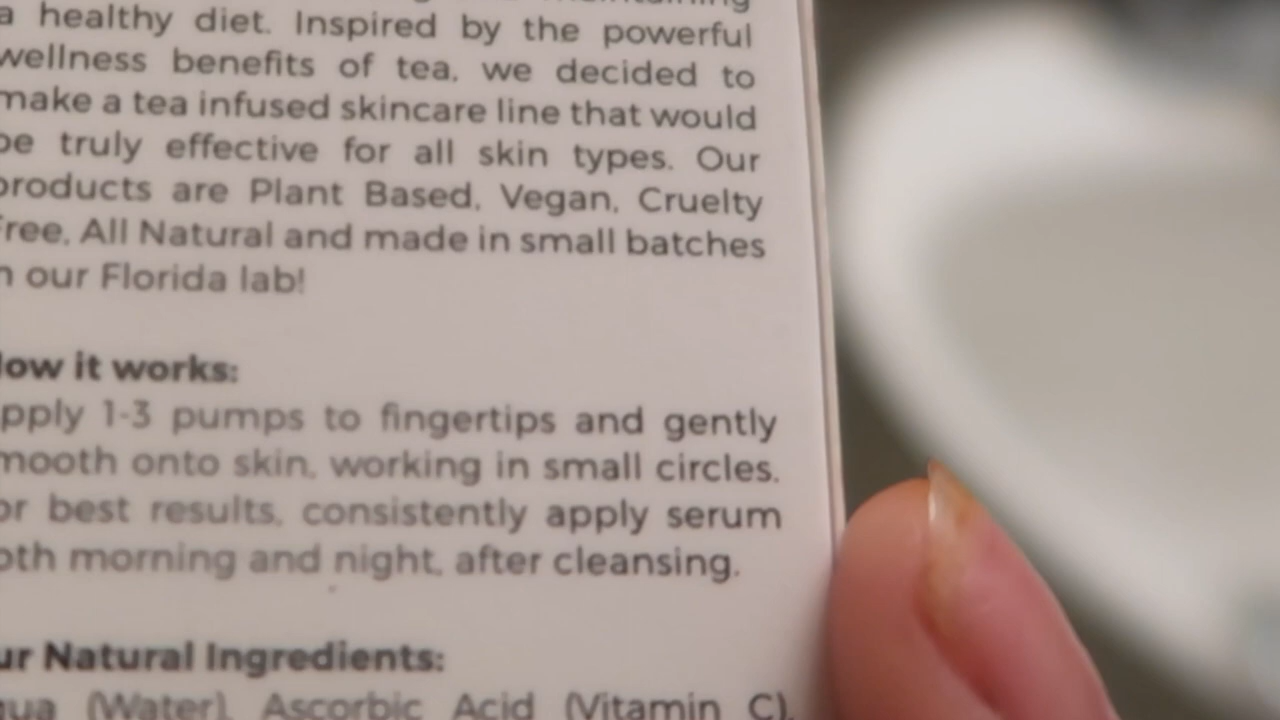 a healthy diet. Inspired by the powerful
wellness benefits of tea, we decided to
make a tea infused skincare line that would
be truly effective for all skin types. Our
products are Plant Based, Vegan, Cruelty
Free, All Natural and made in small batches
n our Florida lab!
How it works:
pply 1-3 pumps to fingertips and gently
mooth onto skin, working in small circles.
or best results, consistently apply serum
oth morning and night, after cleansing.
ur Natural Ingredients:
qua (Water), Ascorbic Acid (Vitamin C),